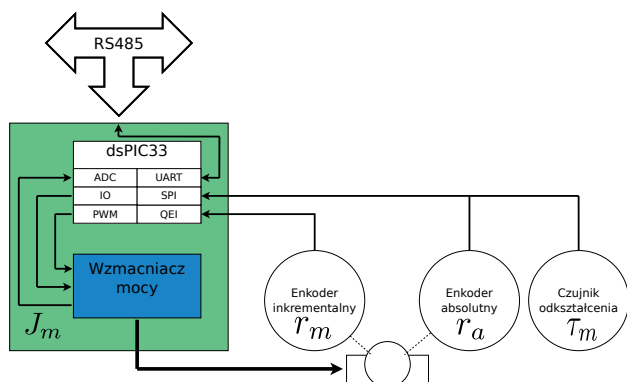 RS485
dsPIC33
ADC UART
IO SPI
PWM QEI
Wzmacniacz
mocy
J_m
Enkoder
inkrementalny
r_m
Enkoder
absolutny
r_a
Czujnik
odkształcenia
τ_m